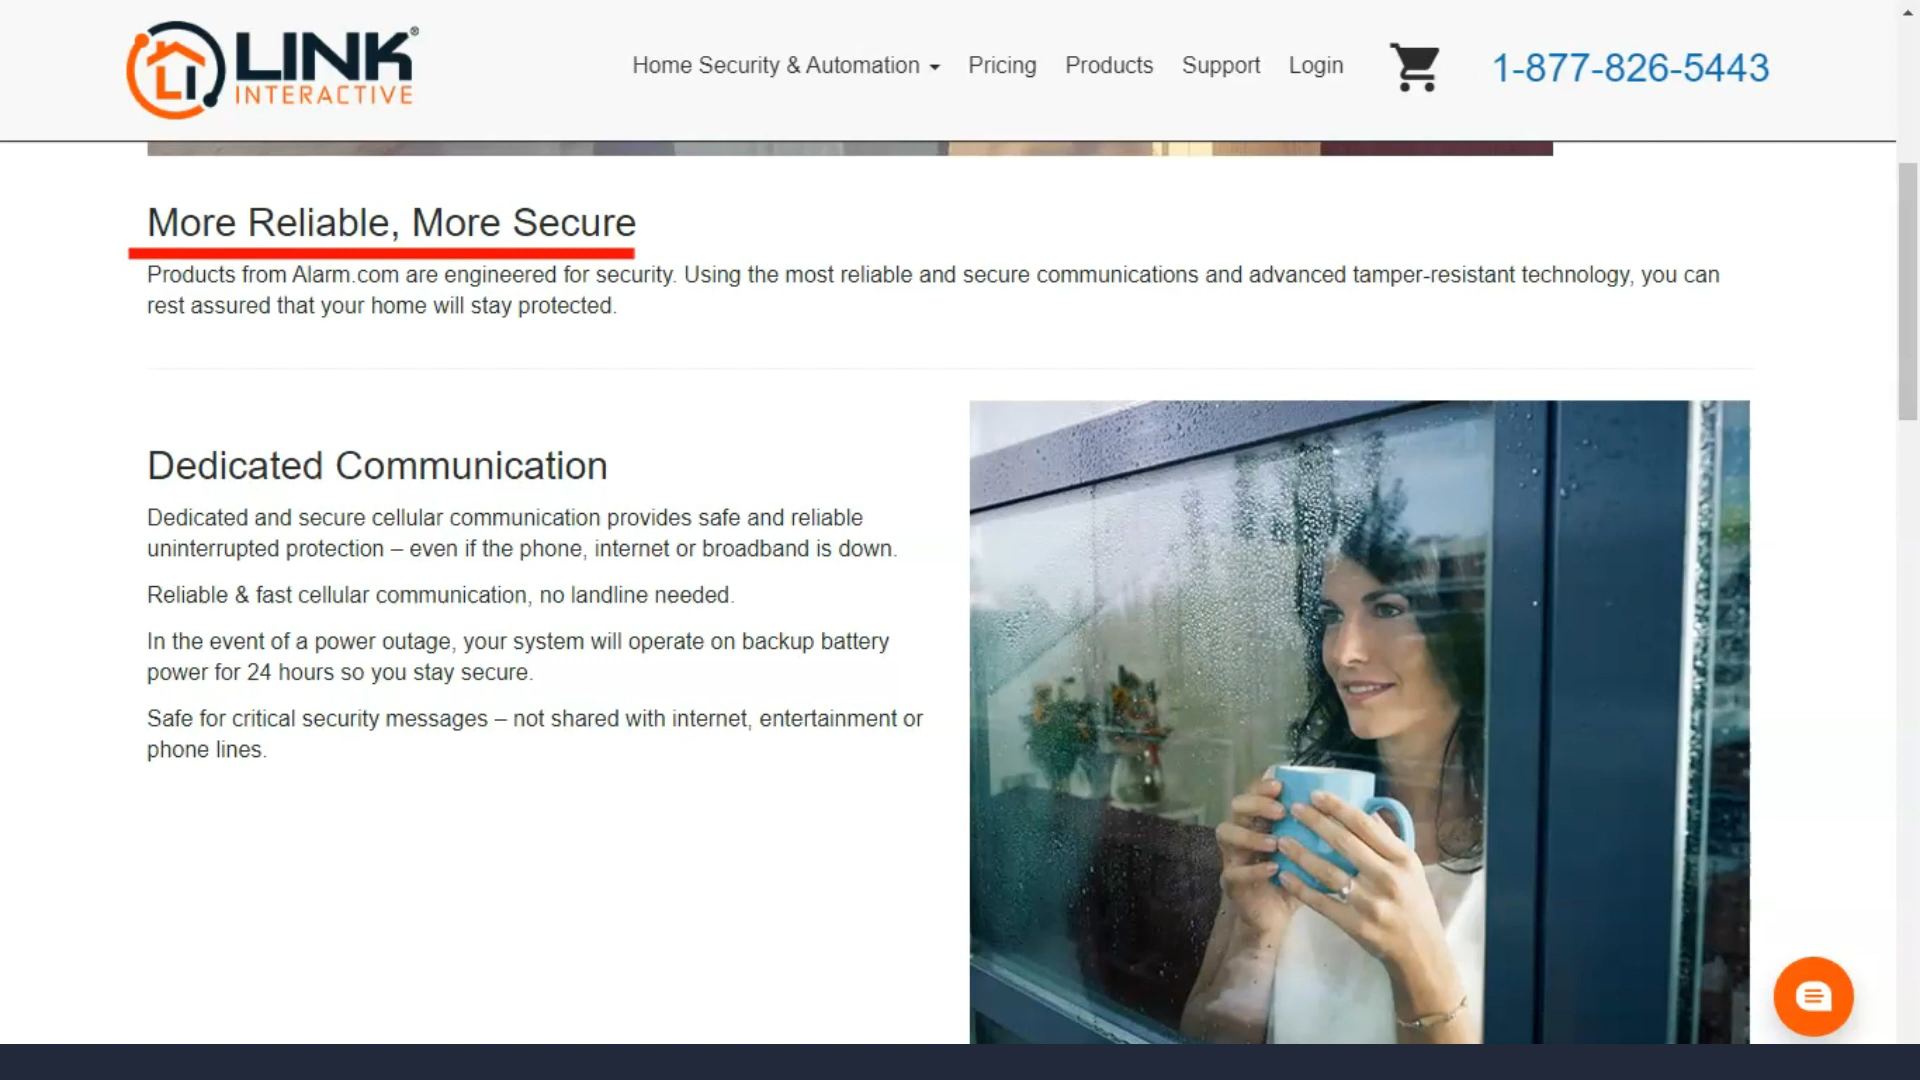 LINK®
INTERACTIVE
Home Security & Automation
Pricing
Products
Support
Login
1-877-826-5443
More Reliable, More Secure
Products from Alarm.com are engineered for security. Using the most reliable and secure communications and advanced tamper-resistant technology, you can
rest assured that your home will stay protected.
Dedicated Communication
Dedicated and secure cellular communication provides safe and reliable
uninterrupted protection – even if the phone, internet or broadband is down.
Reliable & fast cellular communication, no landline needed.
In the event of a power outage, your system will operate on backup battery
power for 24 hours so you stay secure.
Safe for critical security messages – not shared with internet, entertainment or
phone lines.